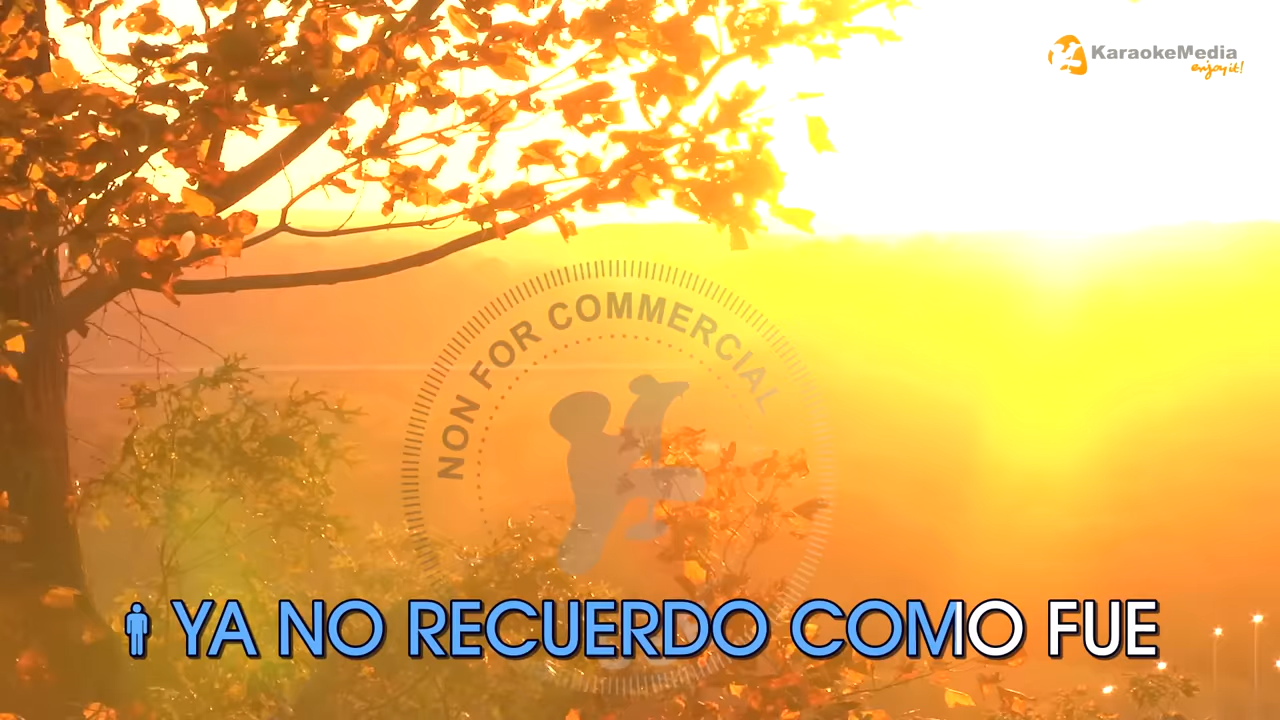 KaraokeMedia
enjoy it!
NON FOR COMMERCIAL
YA NO RECUERDO COMO FUE